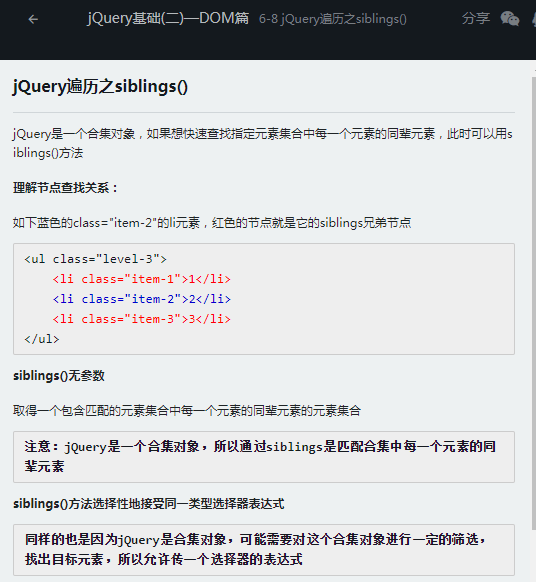 ← jQuery基础(二)—DOM篇 6-8 jQuery遍历之siblings() 分享
jQuery遍历之siblings()
jQuery是一个合集对象，如果想快速查找指定元素集合中每一个元素的同辈元素，此时可以用s
iblings()方法
理解节点查找关系：
如下蓝色的class="item-2"的li元素，红色的节点就是它的siblings兄弟节点
<ul class="level-3">
    <li class="item-1">1</li>
    <li class="item-2">2</li>
    <li class="item-3">3</li>
</ul>
siblings()无参数
取得一个包含匹配的元素集合中每一个元素的同辈元素的元素集合
注意：jQuery是一个合集对象，所以通过siblings是匹配合集中每一个元素的同
辈元素
siblings()方法选择性地接受同一类型选择器表达式
同样的也是因为jQuery是合集对象，可能需要对这个合集对象进行一定的筛选，
找出目标元素，所以允许传一个选择器的表达式